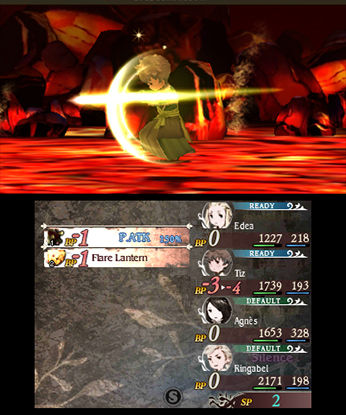 READY
Edea
BP 0 1227 218
BP -1 P.ATK 150%
BP -1 Flare Lantern
READY
Tiz
BP -3 -4 1739 193
DEFAULT
Agnès
BP 0 1653 328
DEFAULT
Silence
Ringabel
BP 0 2171 198
S
SP 2